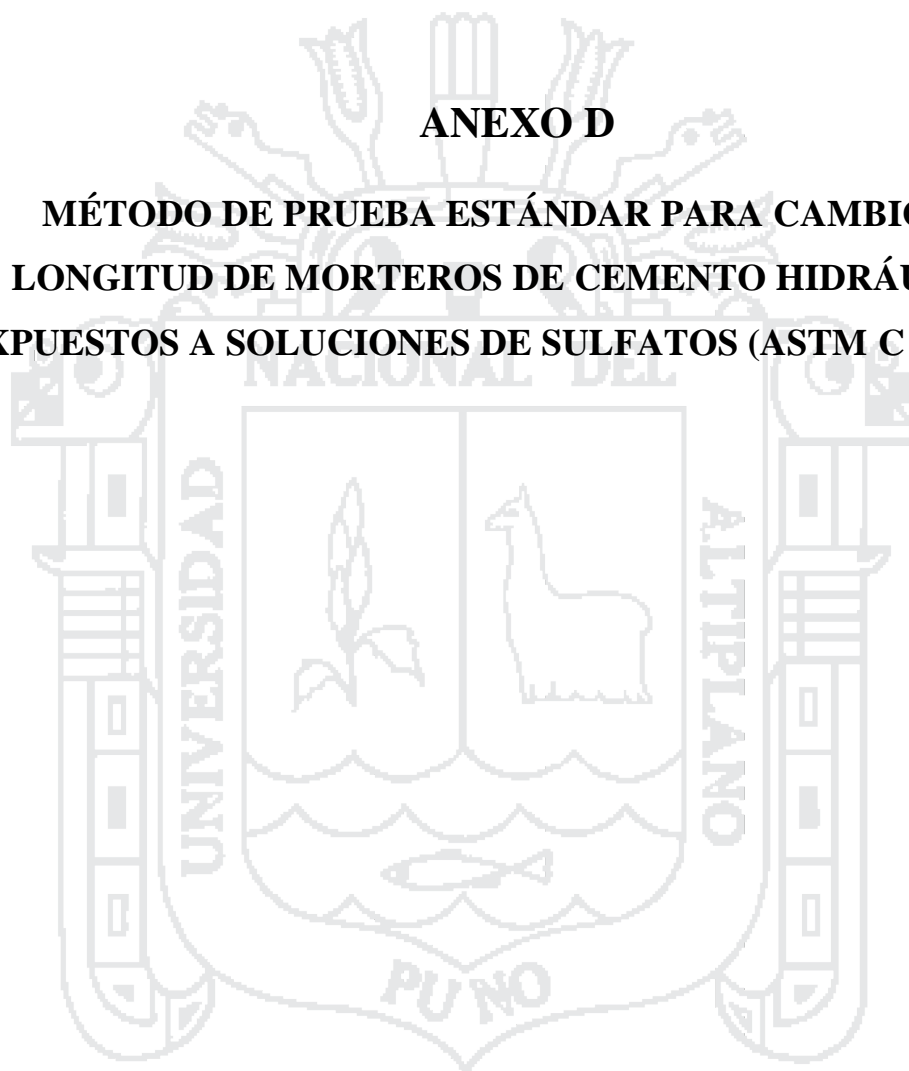 ANEXO D
MÉTODO DE PRUEBA ESTÁNDAR PARA
LONGITUD DE MORTEROS DE CEMENTO
A SOLUCIONES DE SULFATOS (ASTM C
NACIONAL DEL
UNIVERSIDAD
ALTIPLANO
PUNO